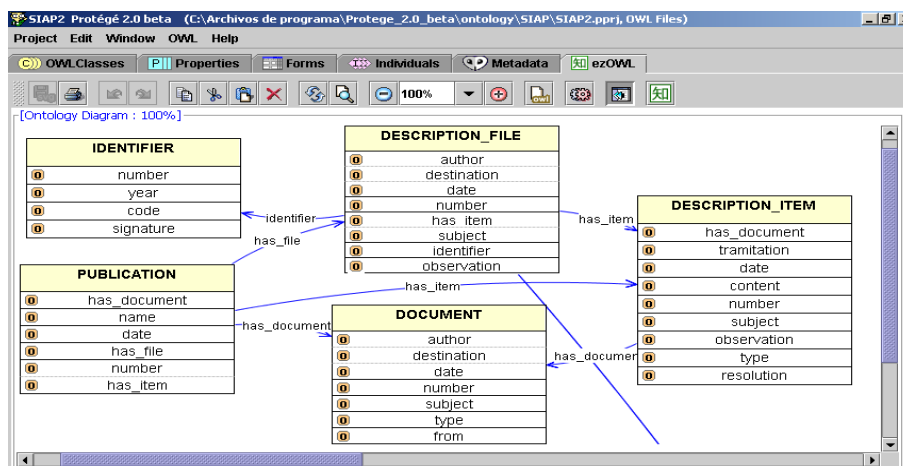 SIAP2 Protégé 2.0 beta (C:\Archivos de programa\Protege_2.0_beta\ontology\SIAP\SIAP2.pprj, OWL Files)
Project Edit Window OWL Help
C OWLClasses P Properties Forms Individuals Metadata 知 ezOWL
100% 知
[Ontology Diagram : 100%]
IDENTIFIER
number
year
code
signature
DESCRIPTION_FILE
author
destination
date
number
has_item
subject
identifier
observation
DESCRIPTION_ITEM
has_document
tramitation
date
content
number
subject
observation
type
resolution
PUBLICATION
has_document
name
date
has_file
number
has_item
DOCUMENT
author
destination
date
number
subject
type
from
identifier
has_file
has_item
has_item
has_document
has_documen